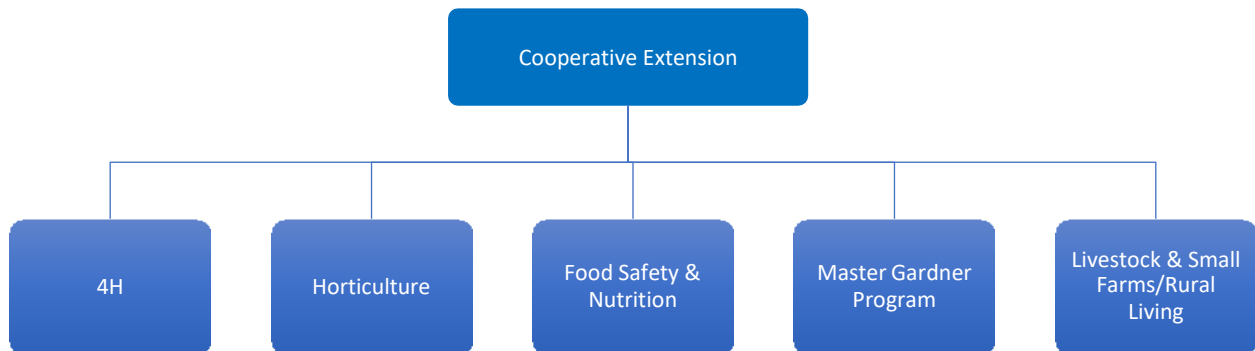 Cooperative Extension
4H
Horticulture
Food Safety &
Nutrition
Master Gardner
Program
Livestock & Small
Farms/Rural
Living